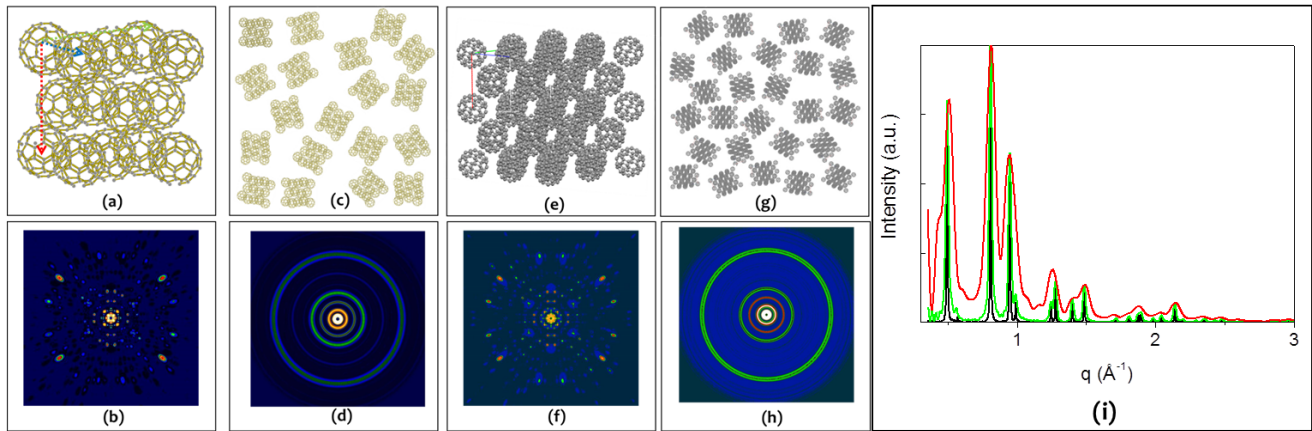 (a)
(c)
(e)
(g)
(b)
(d)
(f)
(h)
Intensity (a.u.)
1
2
3
q (Å⁻¹)
(i)